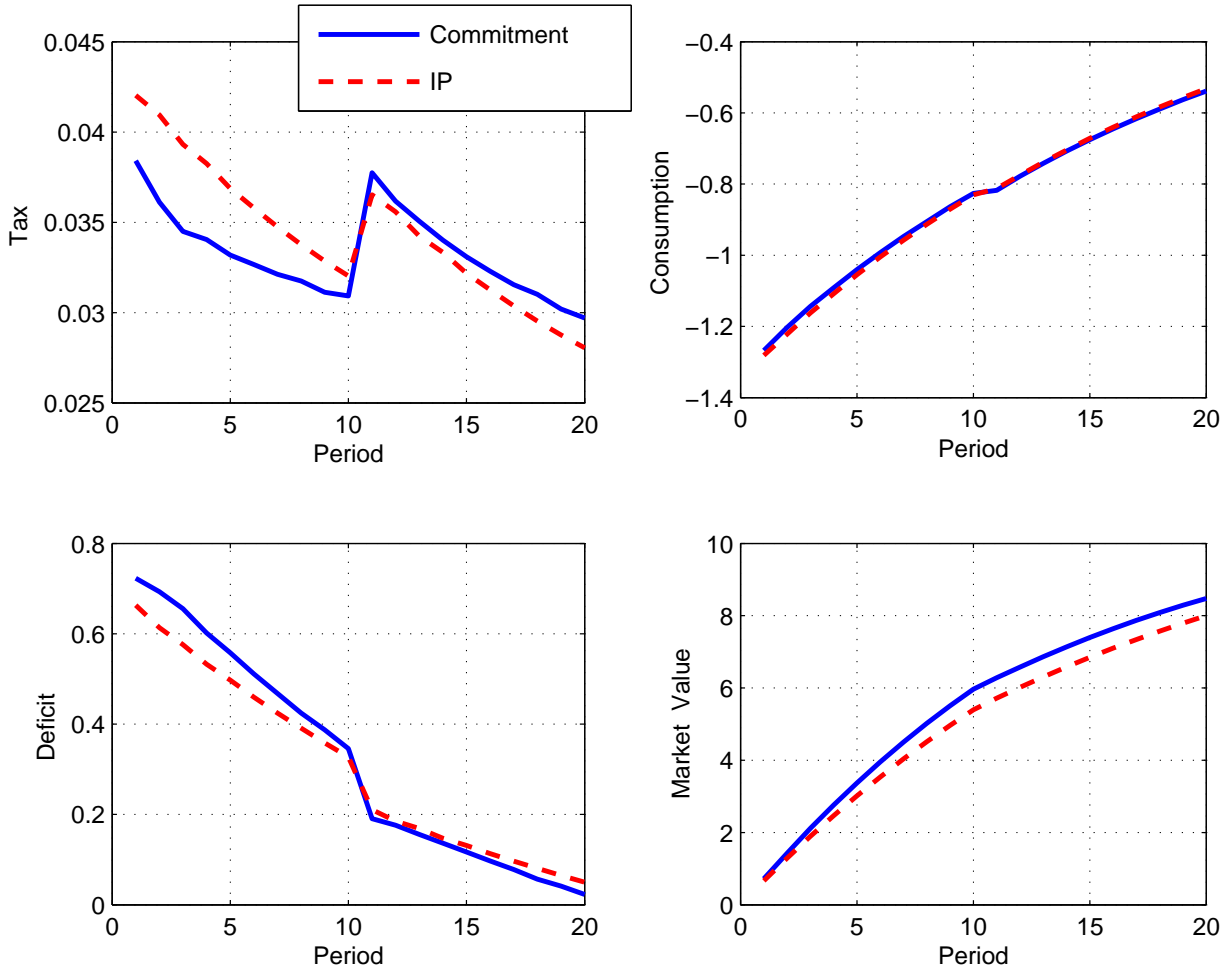 Commitment
IP
0.045
0.04
0.035
0.03
0.025
Tax
0 5 10 15 20
Period
−0.4
−0.6
−0.8
−1
−1.2
−1.4
Consumption
0 5 10 15 20
Period
0.8
0.6
0.4
0.2
0
Deficit
0 5 10 15 20
Period
10
8
6
4
2
0
Market Value
0 5 10 15 20
Period